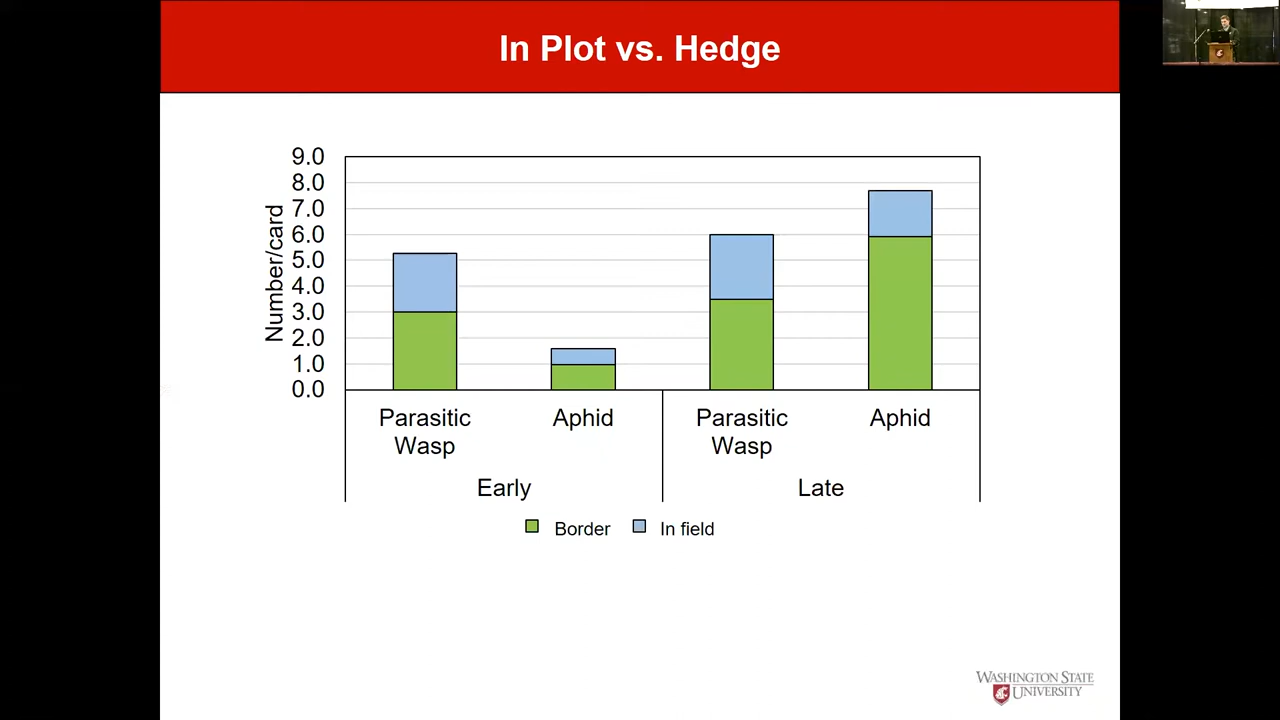 In Plot vs. Hedge
Number/card
9.0
8.0
7.0
6.0
5.0
4.0
3.0
2.0
1.0
0.0
Parasitic Wasp
Aphid
Parasitic Wasp
Aphid
Early
Late
Border
In field
WASHINGTON STATE
UNIVERSITY